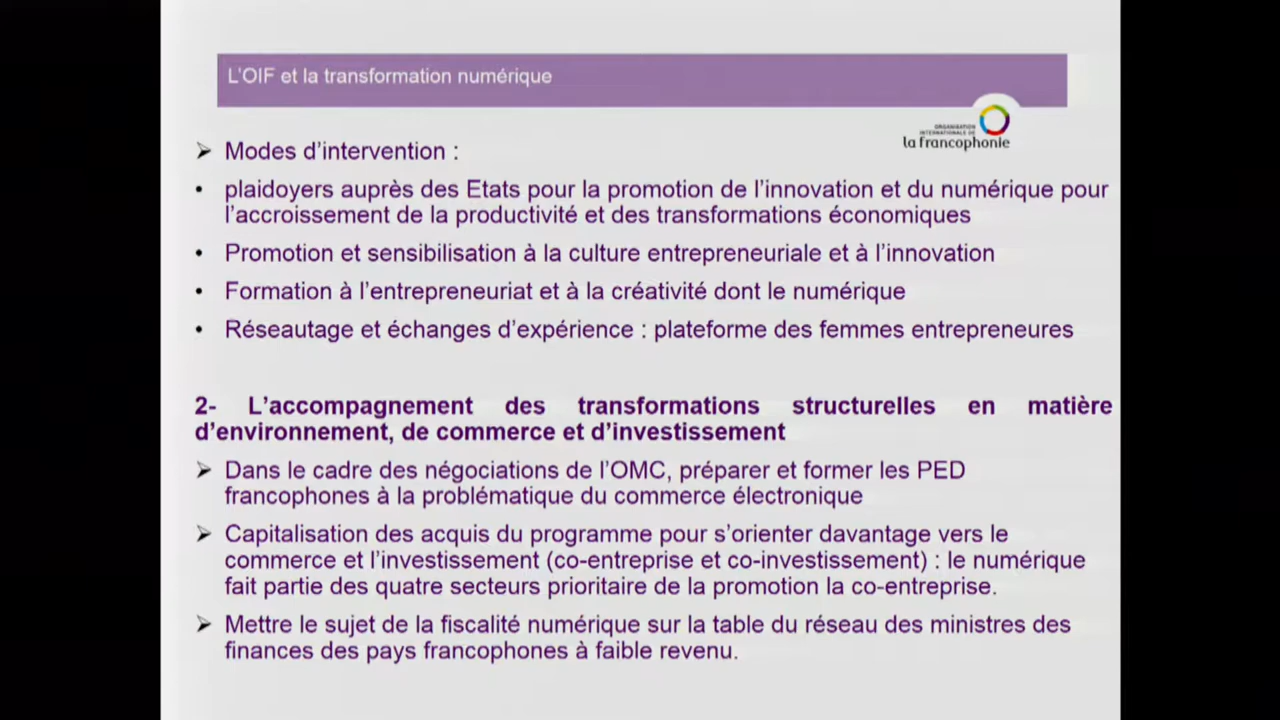 L'OIF et la transformation numérique
ORGANISATION
INTERNATIONALE DE
la francophonie
➢ Modes d'intervention :
• plaidoyers auprès des Etats pour la promotion de l'innovation et du numérique pour
l'accroissement de la productivité et des transformations économiques
• Promotion et sensibilisation à la culture entrepreneuriale et à l'innovation
• Formation à l'entrepreneuriat et à la créativité dont le numérique
• Réseautage et échanges d'expérience : plateforme des femmes entrepreneures
2- L'accompagnement des transformations structurelles en matière
d'environnement, de commerce et d'investissement
➢ Dans le cadre des négociations de l'OMC, préparer et former les PED
francophones à la problématique du commerce électronique
➢ Capitalisation des acquis du programme pour s'orienter davantage vers le
commerce et l'investissement (co-entreprise et co-investissement) : le numérique
fait partie des quatre secteurs prioritaire de la promotion la co-entreprise.
➢ Mettre le sujet de la fiscalité numérique sur la table du réseau des ministres des
finances des pays francophones à faible revenu.